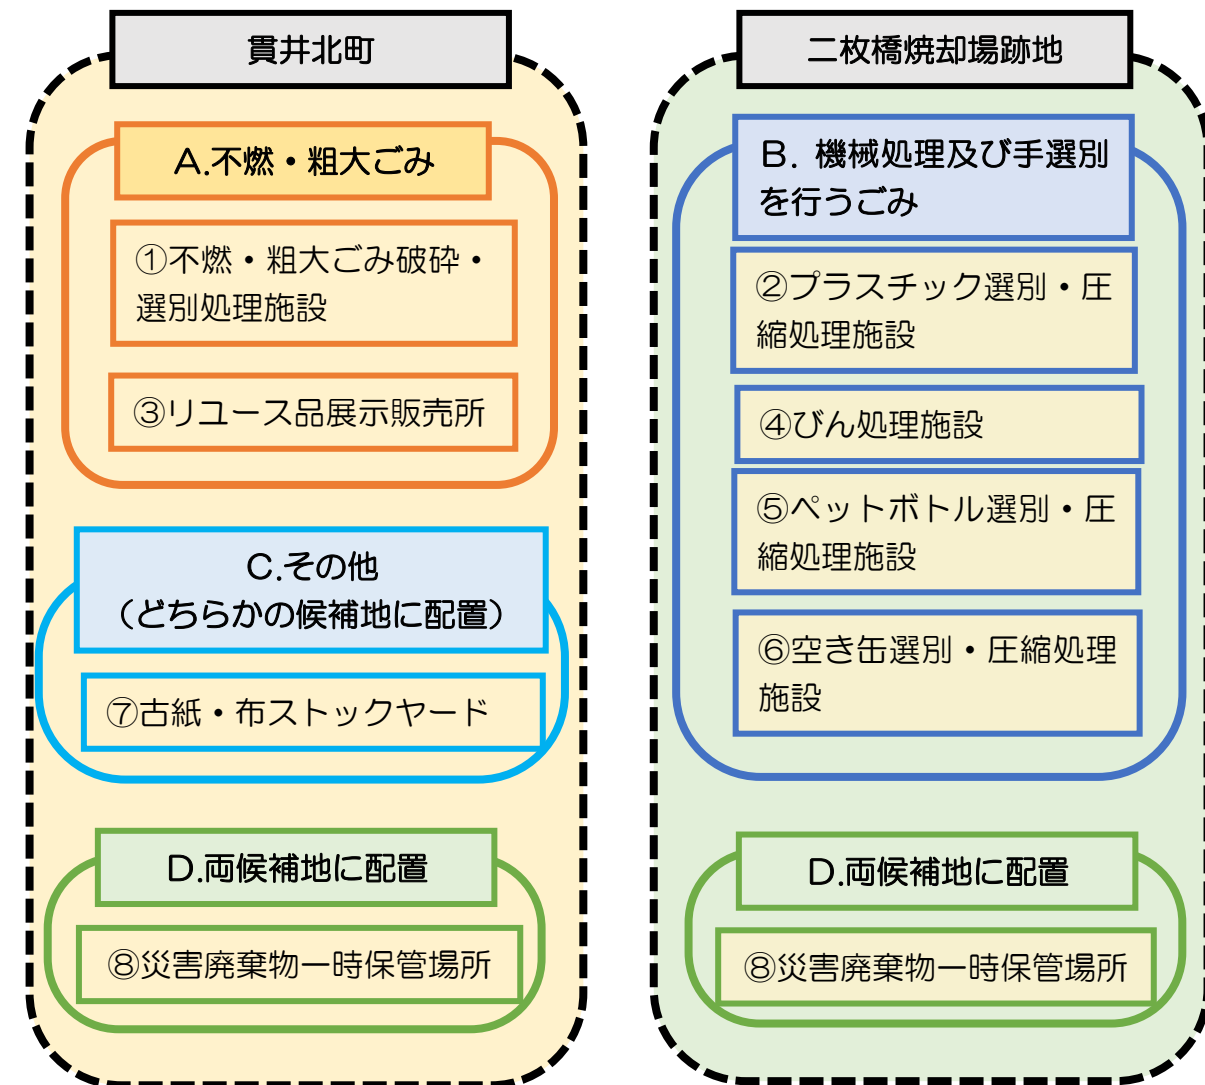 貫井北町
A.不燃・粗大ごみ
①不燃・粗大ごみ破砕・
選別処理施設
③リユース品展示販売所
C.その他
（どちらかの候補地に配置）
⑦古紙・布ストックヤード
D.両候補地に配置
⑧災害廃棄物一時保管場所
二枚橋焼却場跡地
B. 機械処理及び手選別
を行うごみ
②プラスチック選別・圧
縮処理施設
④びん処理施設
⑤ペットボトル選別・圧
縮処理施設
⑥空き缶選別・圧縮処理
施設
D.両候補地に配置
⑧災害廃棄物一時保管場所